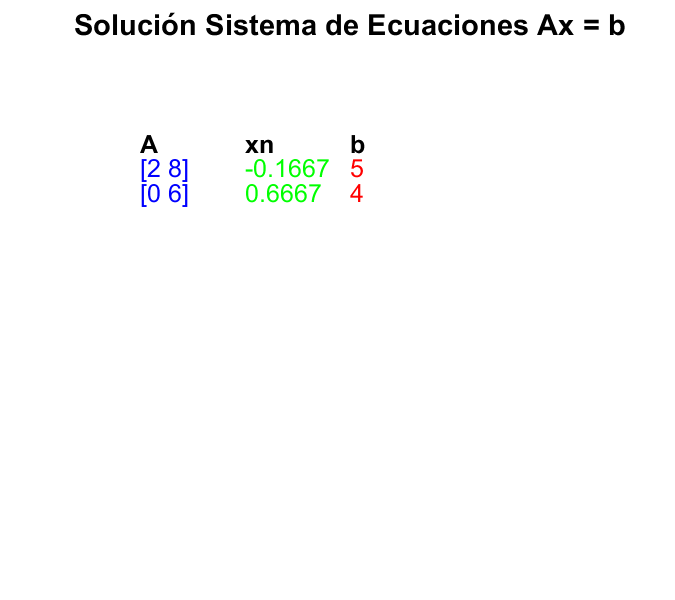 Solución Sistema de Ecuaciones Ax = b
A xn b
[2 8] -0.1667 5
[0 6] 0.6667 4